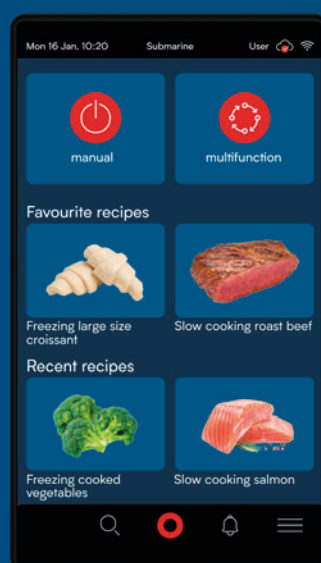 Mon 16 Jan, 10:20 Submarine User
manual multifunction
Favourite recipes
Freezing large size
croissant
Slow cooking roast beef
Recent recipes
Freezing cooked
vegetables
Slow cooking salmon